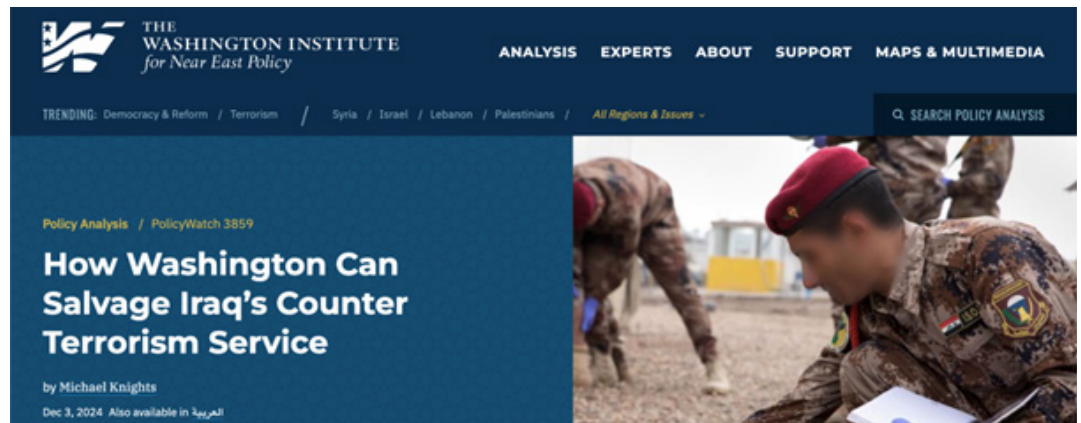 THE
WASHINGTON INSTITUTE
for Near East Policy
ANALYSIS EXPERTS ABOUT SUPPORT MAPS & MULTIMEDIA
TRENDING: Democracy & Reform / Terrorism / Syria / Israel / Lebanon / Palestinians / All Regions & Issues
SEARCH POLICY ANALYSIS
Policy Analysis / PolicyWatch 3859
How Washington Can
Salvage Iraq's Counter
Terrorism Service
by Michael Knights
Dec 3, 2024 Also available in العربية